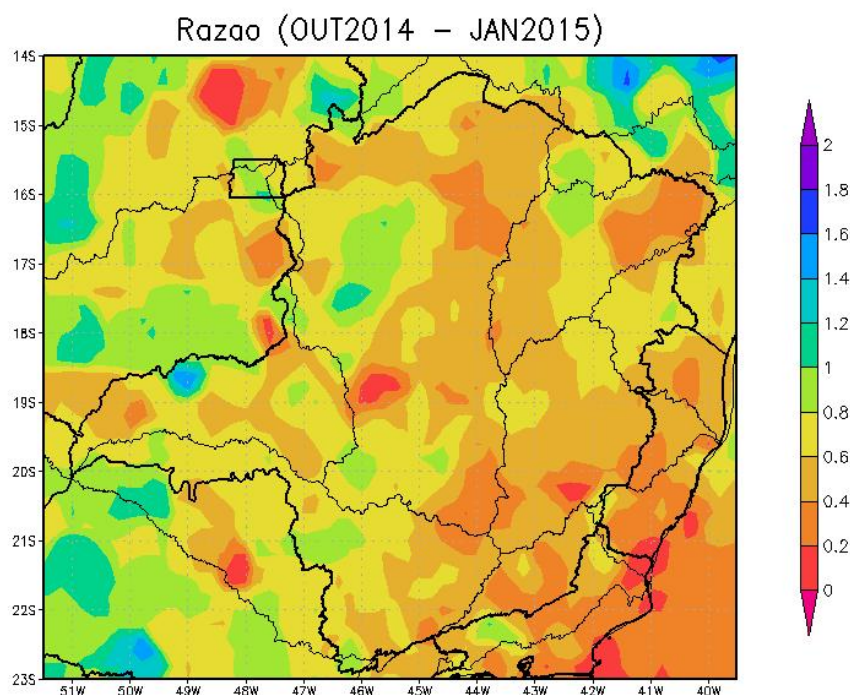 Razao (OUT2014 – JAN2015)
14S
15S
16S
17S
18S
19S
20S
21S
22S
23S
51W 50W 49W 48W 47W 46W 45W 44W 43W 42W 41W 40W
2
1.8
1.6
1.4
1.2
1
0.8
0.6
0.4
0.2
0